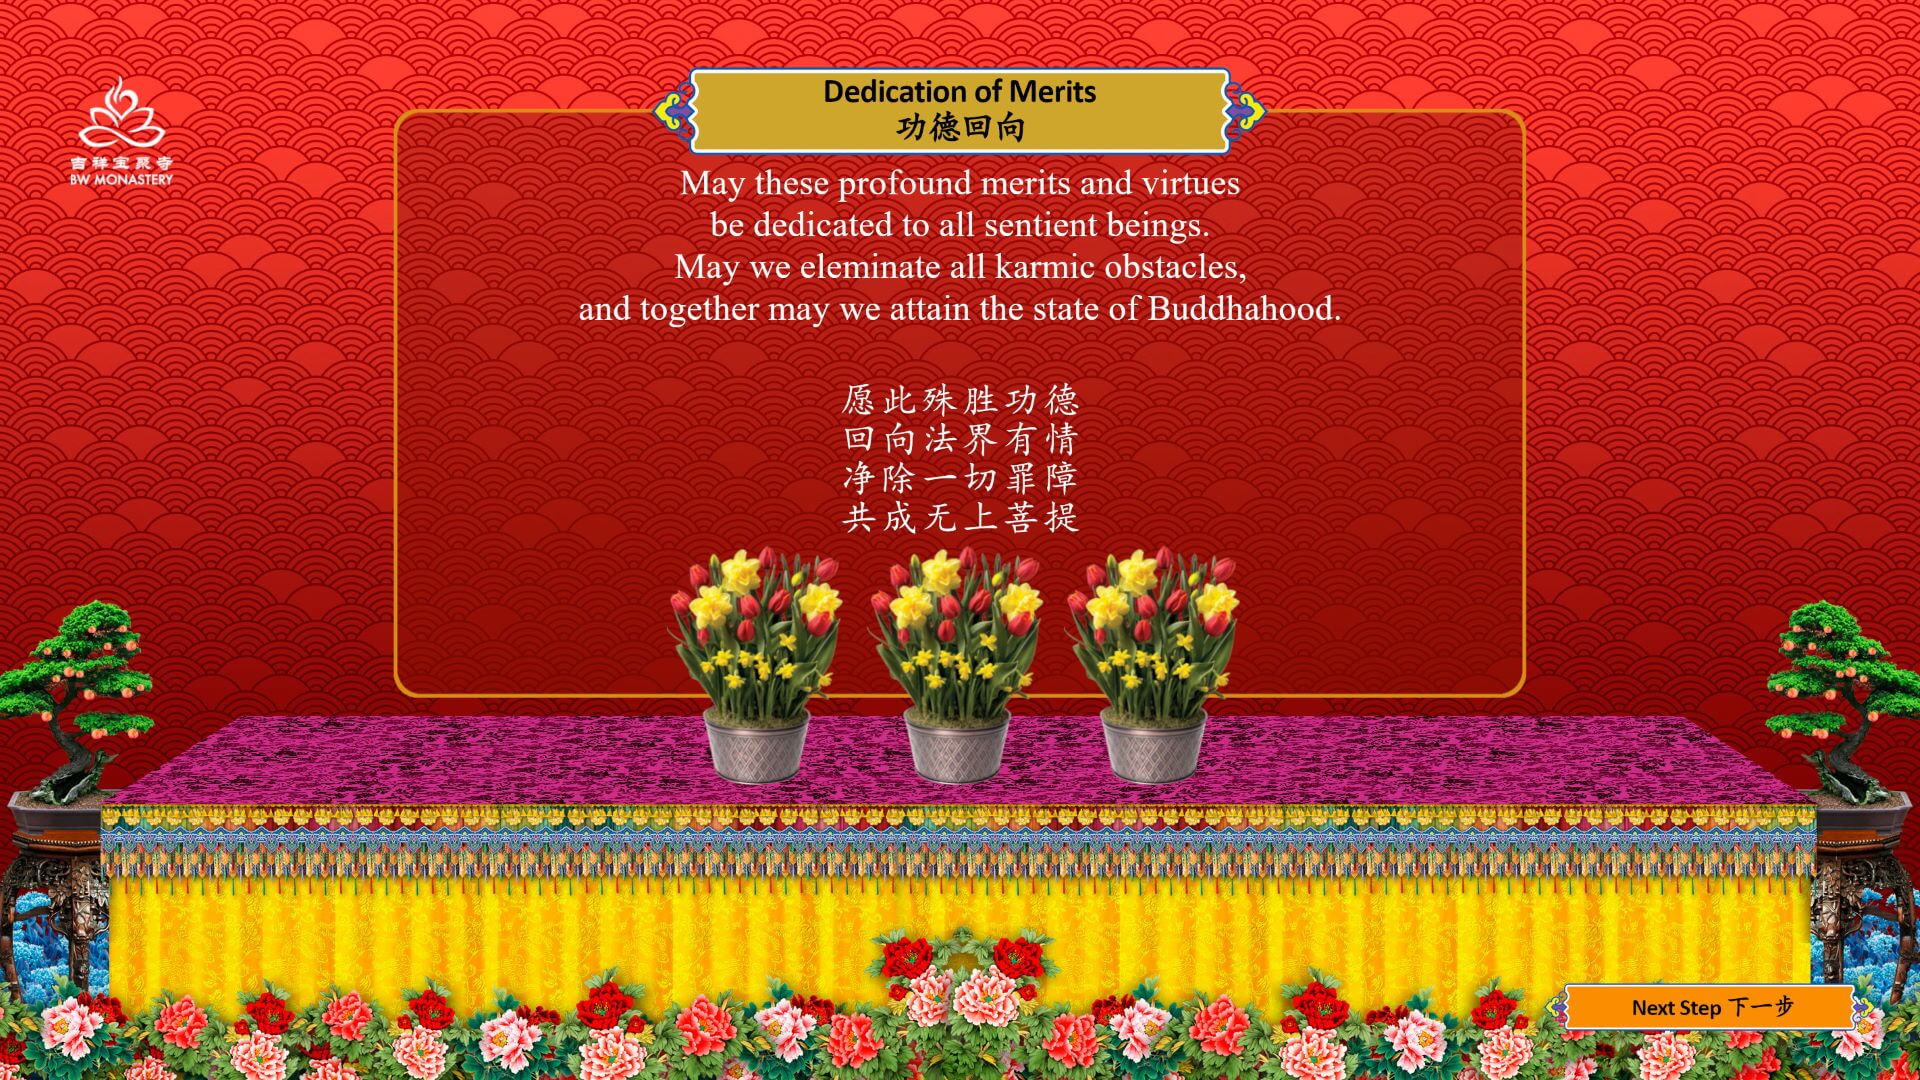 吉祥宝聚寺
BW MONASTERY
Dedication of Merits
功德回向
May these profound merits and virtues
be dedicated to all sentient beings.
May we eleminate all karmic obstacles,
and together may we attain the state of Buddhahood.
愿此殊胜功德
回向法界有情
净除一切罪障
共成无上菩提
Next Step 下一步